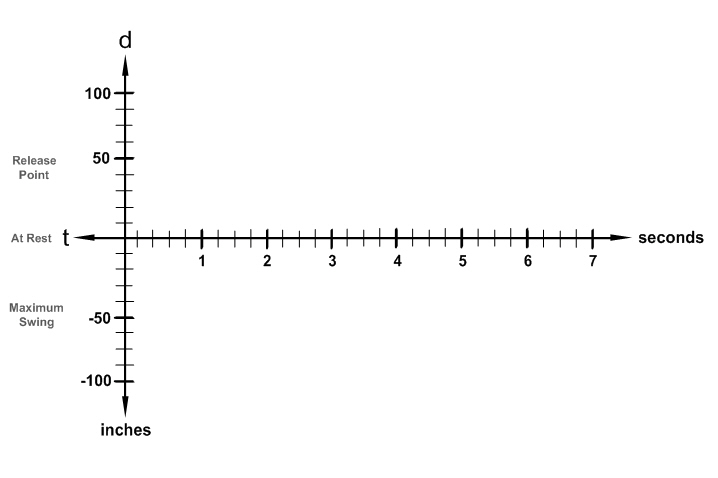 d
100
50
Release
Point
At Rest
t
seconds
1 2 3 4 5 6 7
Maximum
Swing
-50
-100
inches